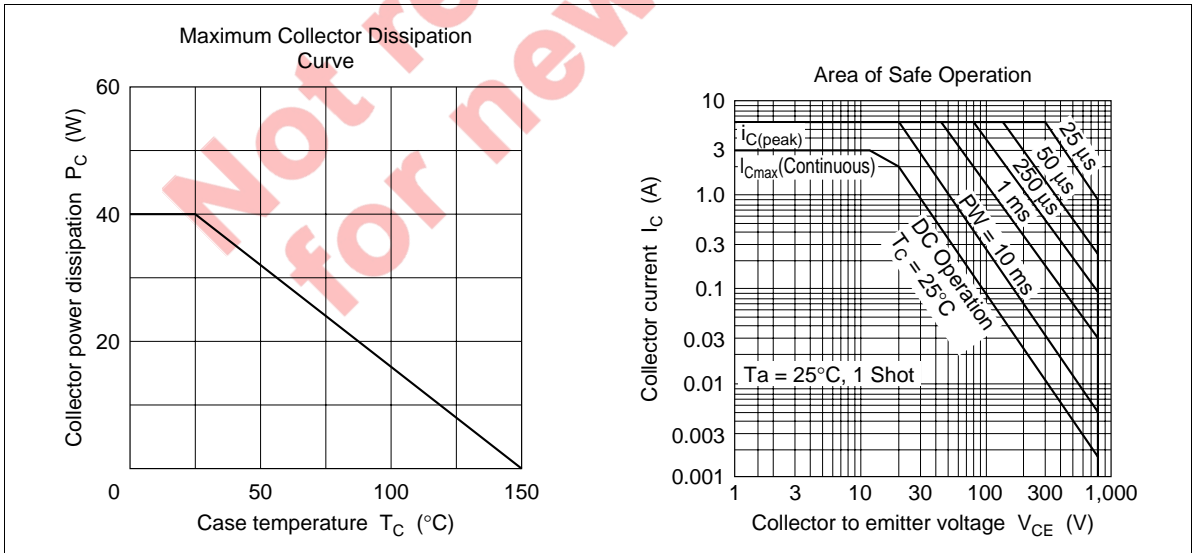 Not re
for new
Maximum Collector Dissipation
Curve
60
40
20
0
50
100
150
Collector power dissipation P_C (W)
Case temperature T_C (°C)
Area of Safe Operation
10
3
1.0
0.3
0.1
0.03
0.01
0.003
0.001
1
3
10
30
100
300
1,000
Collector current I_C (A)
Collector to emitter voltage V_CE (V)
i_C(peak)
I_Cmax(Continuous)
25 µs
50 µs
250 µs
1 ms
PW = 10 ms
DC Operation
T_C = 25°C
Ta = 25°C, 1 Shot